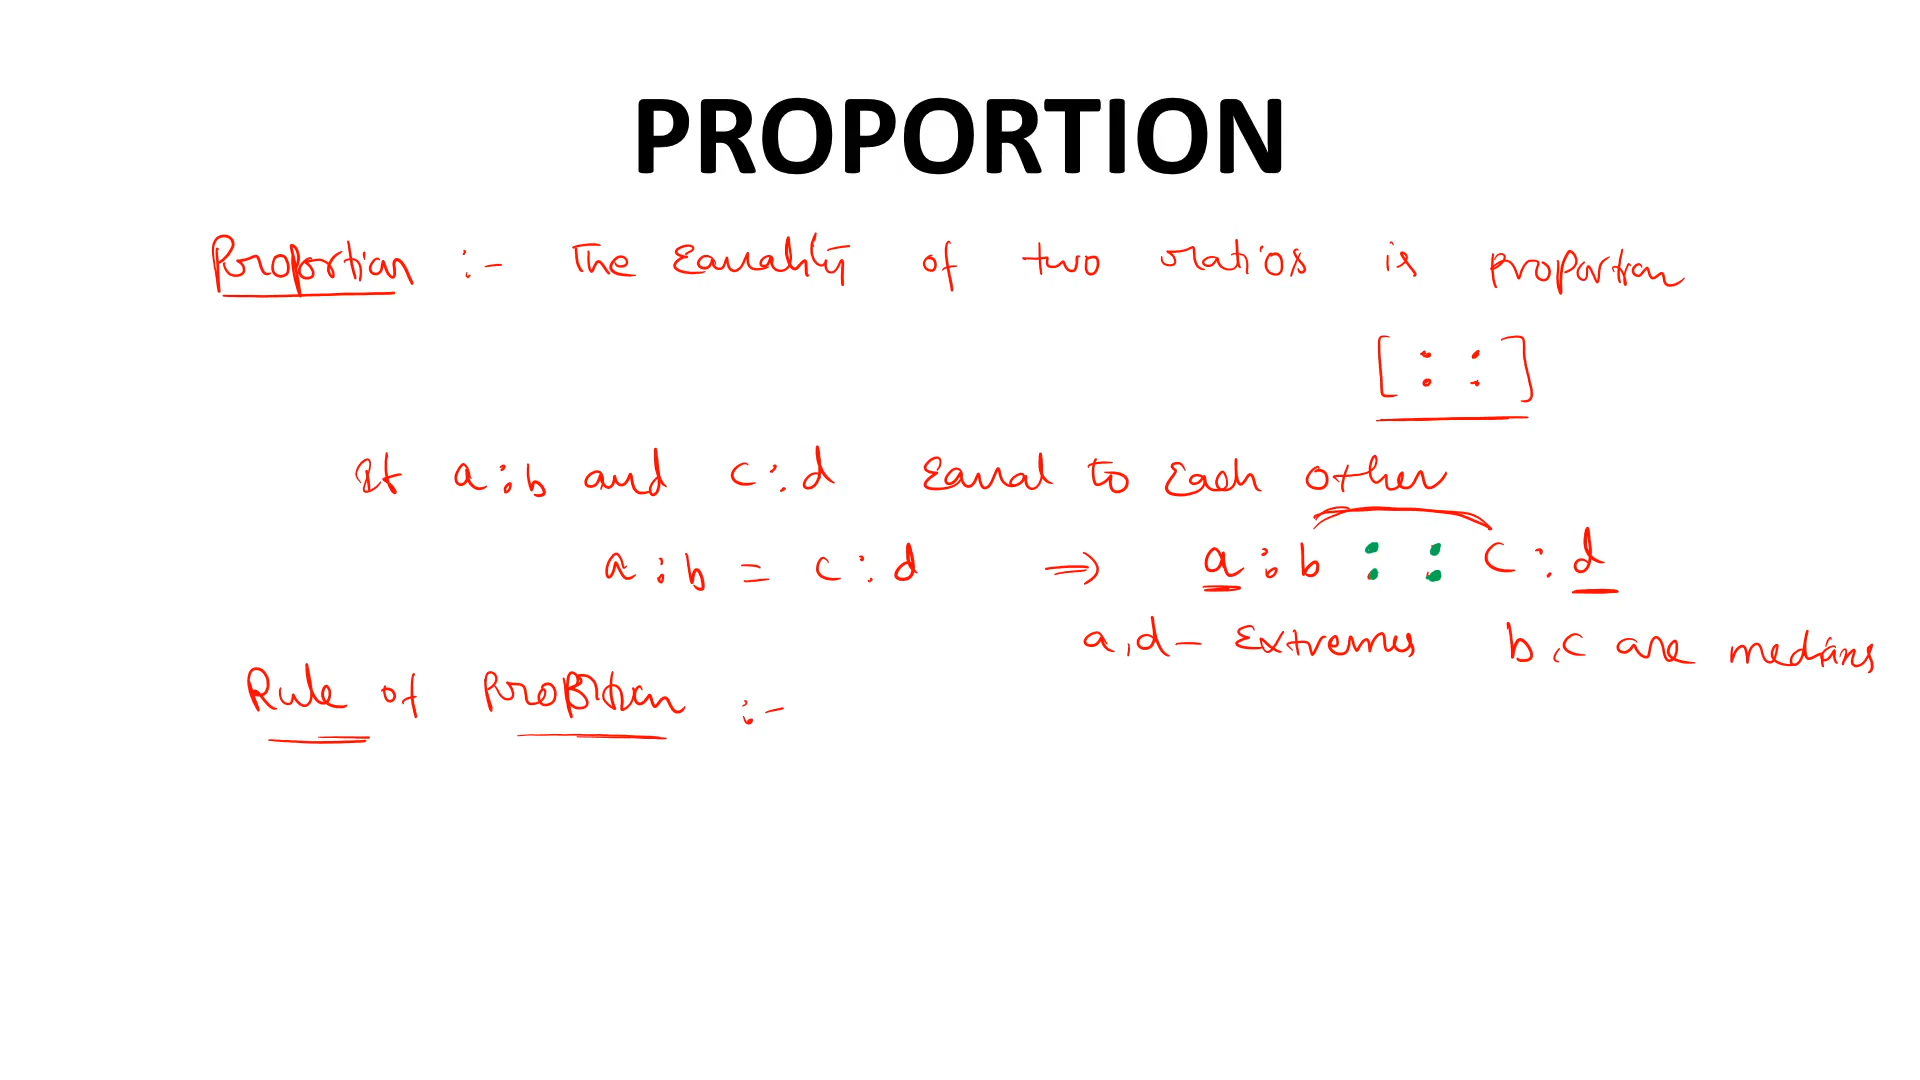 PROPORTION
Proportion :- The Equality of two ratios is proportion
[: :]
If a:b and c:d Equal to Each other
a:b = c:d ⇒ a:b :: c:d
a,d - Extremes b,c are medians
Rule of Proportion :-